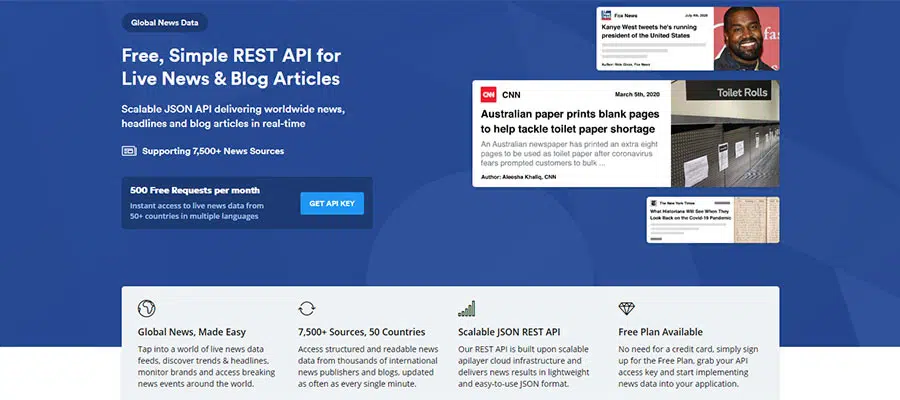 Global News Data
Free, Simple REST API for
Live News & Blog Articles
Scalable JSON API delivering worldwide news,
headlines and blog articles in real-time
Supporting 7,500+ News Sources
500 Free Requests per month
Instant access to live news data from
50+ countries in multiple languages
GET API KEY
Fox News
July 4th, 2020
Kanye West tweets he's running
president of the United States
Author: Nick Givas, Fox News
CNN
CNN
March 5th, 2020
Australian paper prints blank pages
to help tackle toilet paper shortage
An Australian newspaper has printed an extra eight
pages to be used as toilet paper after coronavirus
fears prompted customers to bulk ...
Author: Aleesha Khaliq, CNN
Toilet Rolls
The New York Times
What Historians Will See When They
Look Back on the Covid-19 Pandemic
Global News, Made Easy
Tap into a world of live news data
feeds, discover trends & headlines,
monitor brands and access breaking
news events around the world.
7,500+ Sources, 50 Countries
Access structured and readable news
data from thousands of international
news publishers and blogs, updated
as often as every single minute.
Scalable JSON REST API
Our REST API is built upon scalable
apilayer cloud infrastructure and
delivers news results in lightweight
and easy-to-use JSON format.
Free Plan Available
No need for a credit card, simply sign
up for the Free Plan, grab your API
access key and start implementing
news data into your application.